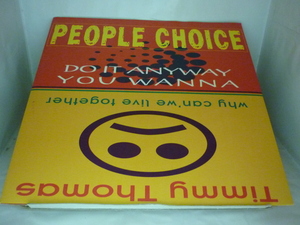 PEOPLE CHOICE
DO IT ANYWAY
YOU WANNA
why can'we live together
Timmy Thomas